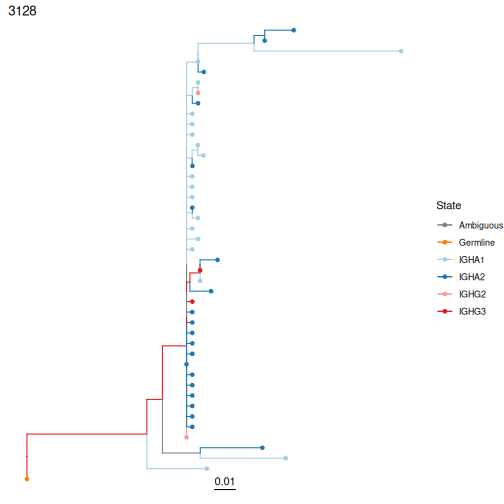 3128
State
Ambiguous
Germline
IGHA1
IGHA2
IGHG2
IGHG3
0.01